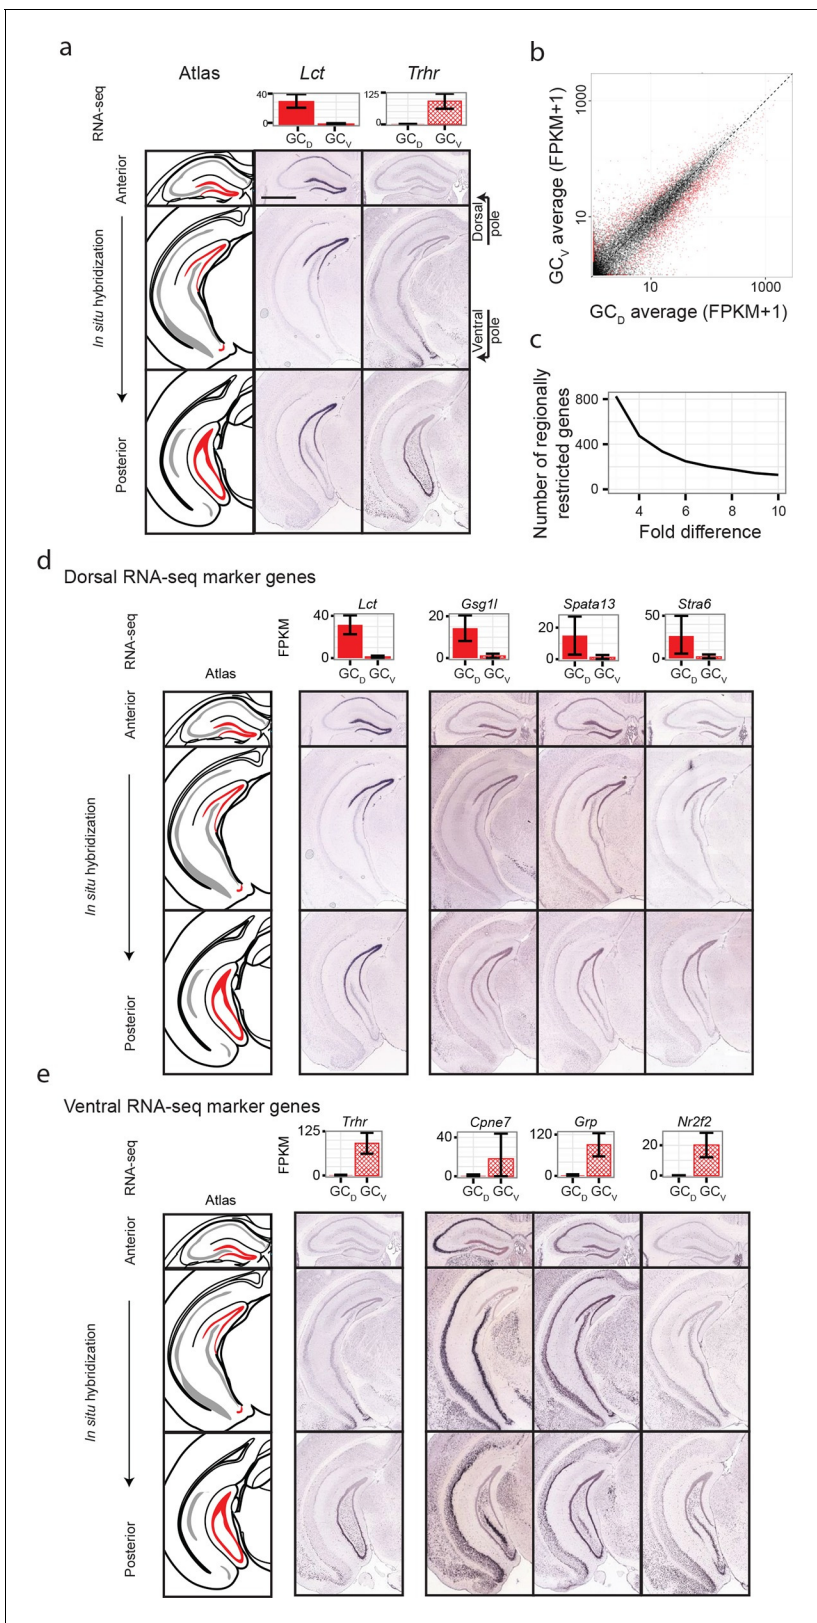 a
Atlas
Lct
Trhr
RNA-seq
40
0
125
0
GCD
GCV
GCD
GCV
Anterior
In situ hybridization
Posterior
Dorsal
pole
Ventral
pole
b
GCV average (FPKM+1)
1000
10
10
1000
GCD average (FPKM+1)
c
Number of regionally
restricted genes
800
400
0
4
6
8
10
Fold difference
d
Dorsal RNA-seq marker genes
RNA-seq
FPKM
Lct
Gsg1l
Spata13
Stra6
40
0
20
0
20
0
50
0
GCD GCV
GCD GCV
GCD GCV
GCD GCV
Atlas
Anterior
In situ hybridization
Posterior
e
Ventral RNA-seq marker genes
RNA-seq
FPKM
Trhr
Cpne7
Grp
Nr2f2
125
0
40
0
120
0
20
0
GCD GCV
GCD GCV
GCD GCV
GCD GCV
Atlas
Anterior
In situ hybridization
Posterior